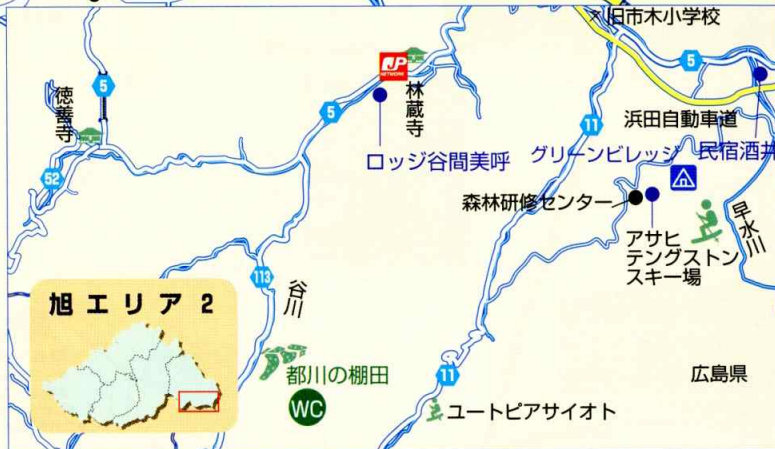 旧市木小学校
5
5
JP
NETWORK
徳善寺
林蔵寺
5
11
浜田自動車道
ロッジ谷間美呼
グリーンビレッジ
民宿酒井
52
森林研修センター
早水川
アサヒ
テングストン
スキー場
113
谷川
旭エリア 2
都川の棚田
11
広島県
WC
ユートピアサイオト